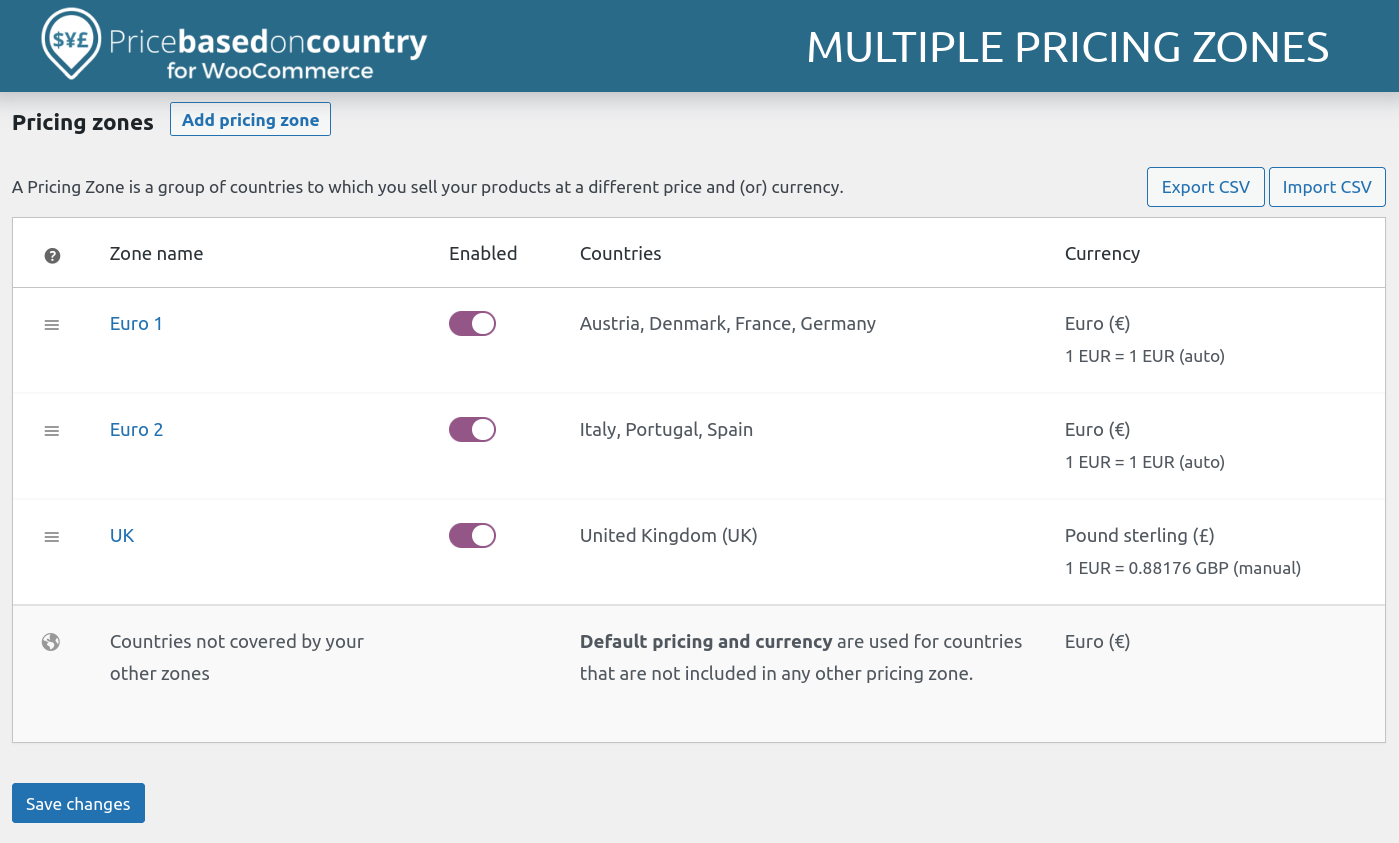 $¥£ Pricebasedoncountry
for WooCommerce
MULTIPLE PRICING ZONES
Pricing zones Add pricing zone
A Pricing Zone is a group of countries to which you sell your products at a different price and (or) currency. Export CSV Import CSV
? Zone name Enabled Countries Currency
Euro 1 Austria, Denmark, France, Germany Euro (€)
1 EUR = 1 EUR (auto)
Euro 2 Italy, Portugal, Spain Euro (€)
1 EUR = 1 EUR (auto)
UK United Kingdom (UK) Pound sterling (£)
1 EUR = 0.88176 GBP (manual)
Countries not covered by your Default pricing and currency are used for countries Euro (€)
other zones that are not included in any other pricing zone.
Save changes